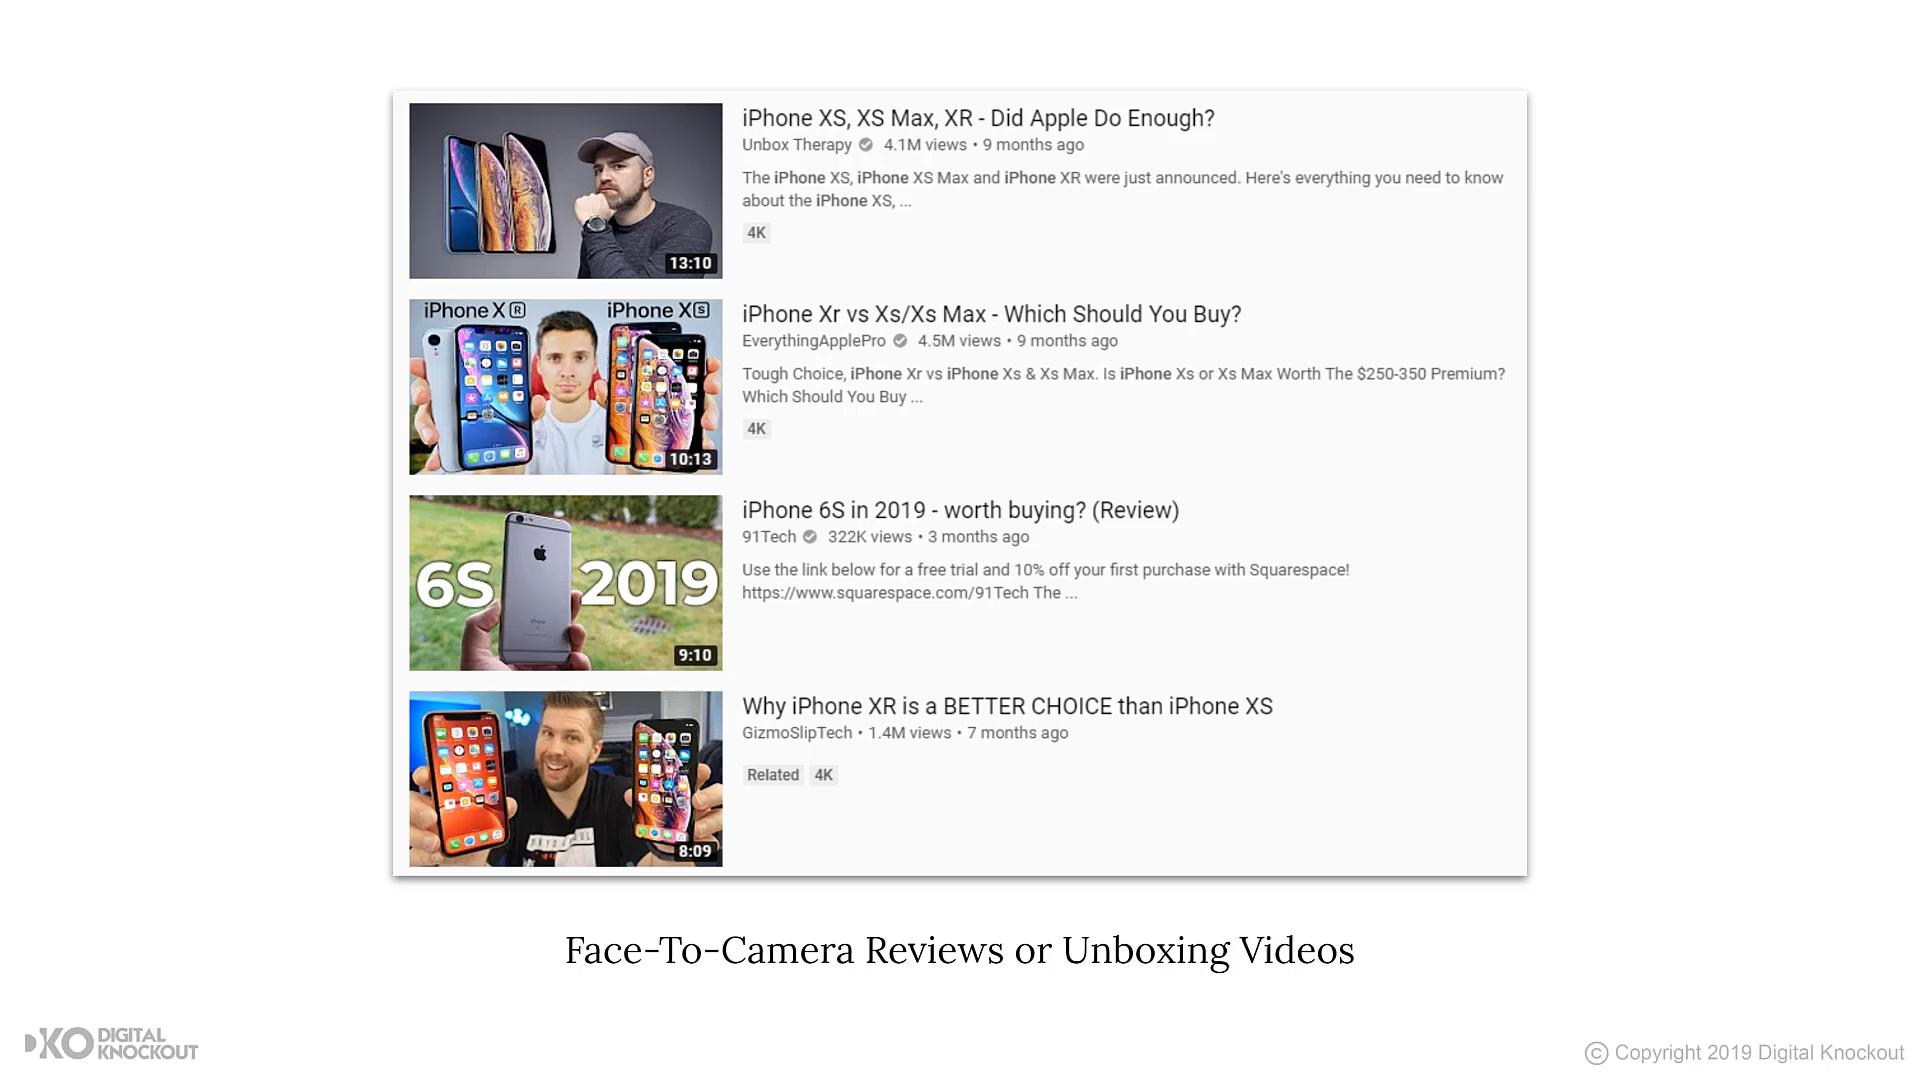 iPhone XS, XS Max, XR - Did Apple Do Enough?
Unbox Therapy 4.1M views • 9 months ago
The iPhone XS, iPhone XS Max and iPhone XR were just announced. Here's everything you need to know
about the iPhone XS, ...
4K
13:10
iPhone X R iPhone X S
iPhone Xr vs Xs/Xs Max - Which Should You Buy?
EverythingApplePro 4.5M views • 9 months ago
Tough Choice, iPhone Xr vs iPhone Xs & Xs Max. Is iPhone Xs or Xs Max Worth The $250-350 Premium?
Which Should You Buy ...
4K
10:13
iPhone 6S in 2019 - worth buying? (Review)
91Tech 322K views • 3 months ago
Use the link below for a free trial and 10% off your first purchase with Squarespace!
https://www.squarespace.com/91Tech The ...
6S 2019
iPhone
9:10
Why iPhone XR is a BETTER CHOICE than iPhone XS
GizmoSlipTech • 1.4M views • 7 months ago
Related 4K
8:09
Face-To-Camera Reviews or Unboxing Videos
DKO DIGITAL
KNOCKOUT
© Copyright 2019 Digital Knockout